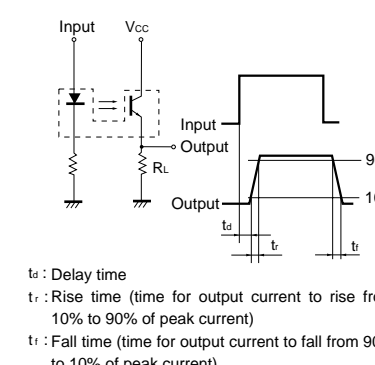 Input Vcc
Input
Output
RL
Output
td
tr tf
td : Delay time
tr : Rise time (time for output current to rise
10% to 90% of peak current)
tf : Fall time (time for output current to fall from
to 10% of peak current)